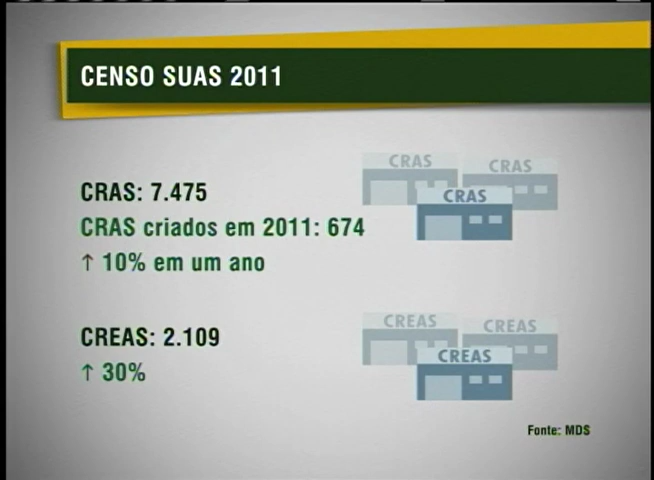 CENSO SUAS 2011
CRAS: 7.475
CRAS criados em 2011: 674
↑ 10% em um ano
CRAS
CRAS
CRAS
CREAS: 2.109
↑ 30%
CREAS
CREAS
CREAS
Fonte: MDS